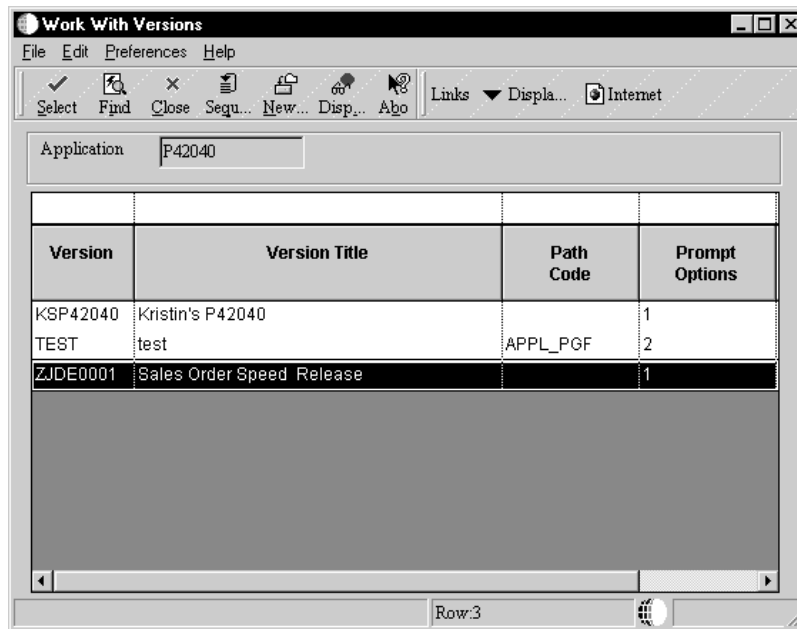 Work With Versions
File Edit Preferences Help
Select Find Close Sequ... New... Disp... Abo Links Displa... Internet
Application P42040
Version Version Title Path Code Prompt Options
KSP42040 Kristin's P42040 1
TEST test APPL_PGF 2
ZJDE0001 Sales Order Speed Release 1
Row:3